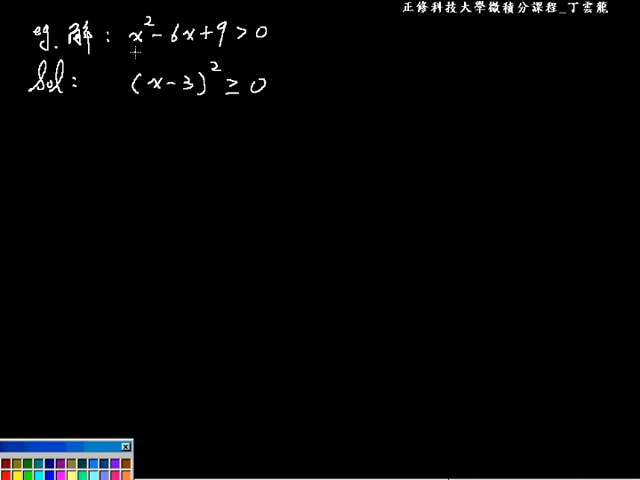 正修科技大學微積分課程_丁雲龍
eg. 解 : x² - 6x + 9 > 0
Sol : (x - 3)² ≥ 0